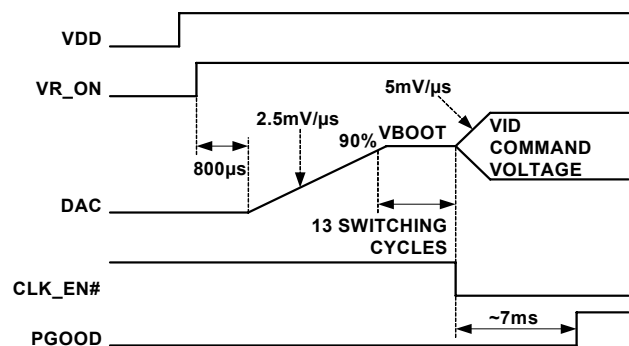 VDD
VR_ON
5mV/µs
2.5mV/µs
90%
VBOOT
VID
COMMAND
VOLTAGE
800µs
DAC
13 SWITCHING
CYCLES
CLK_EN#
~7ms
PGOOD